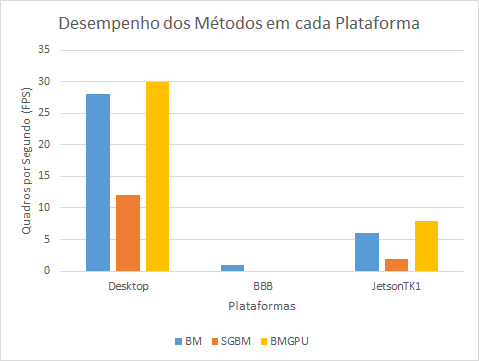 Desempenho dos Métodos em cada Plataforma
Quadros por Segundo (FPS)
35
30
25
20
15
10
5
0
Desktop BBB JetsonTK1
Plataformas
BM SGBM BMGPU